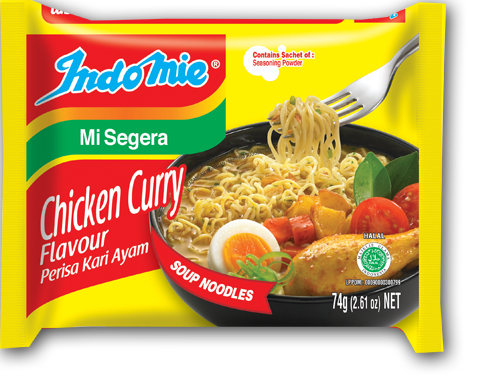 Indomie®
Contains Sachet of :
Seasoning Powder.
Mi Segera
Chicken Curry
Flavour
Perisa Kari Ayam
SOUP NOODLES
HALAL
74g (2.61 oz) NET